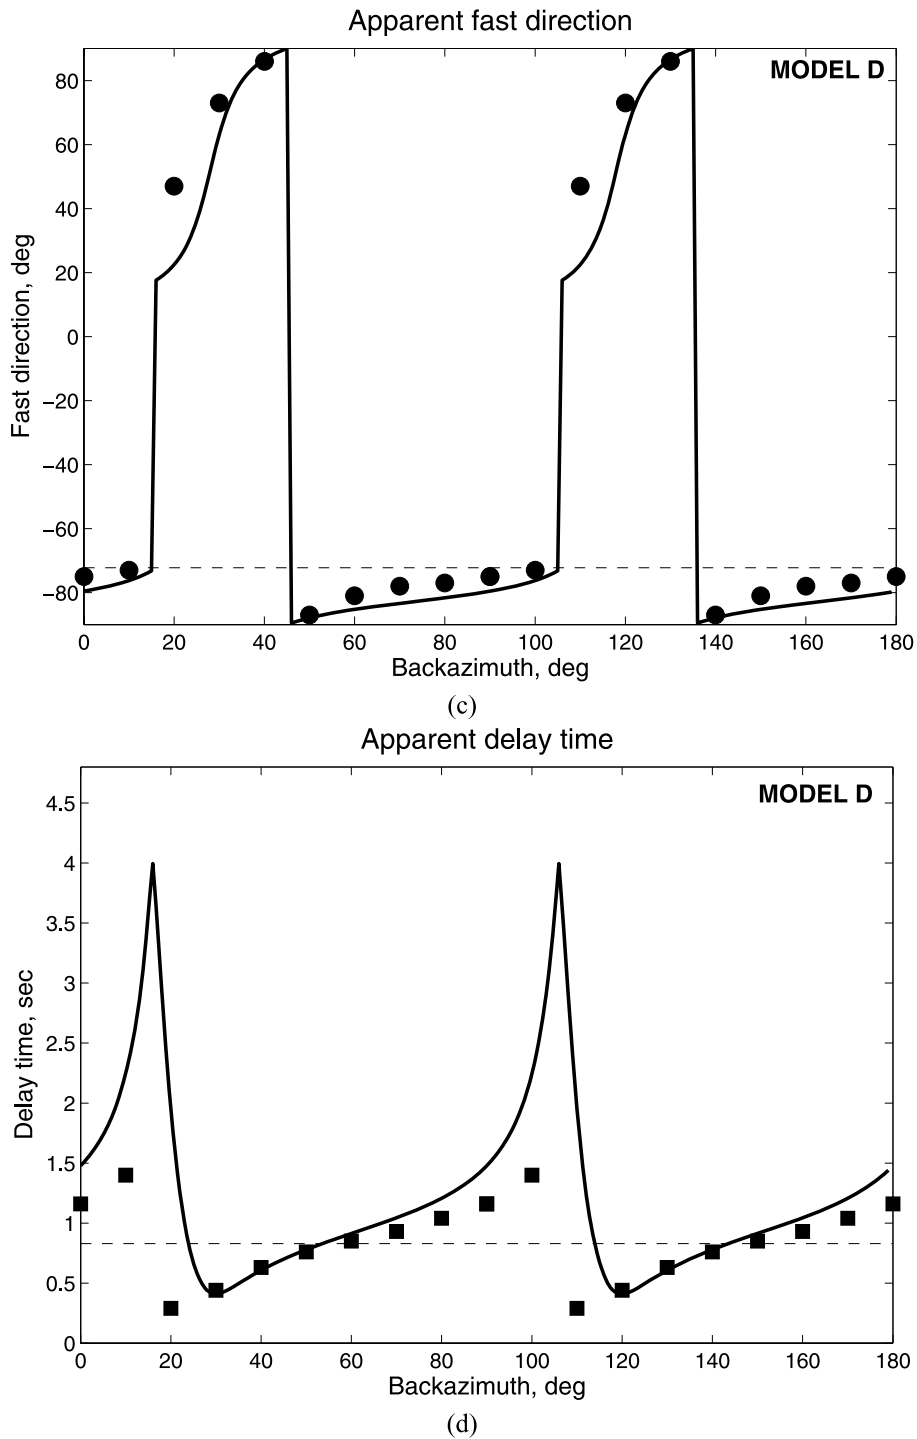 Apparent fast direction
MODEL D
80
60
40
20
0
−20
−40
−60
−80
Fast direction, deg
0 20 40 60 80 100 120 140 160 180
Backazimuth, deg
(c)
Apparent delay time
MODEL D
4.5
4
3.5
3
2.5
2
1.5
1
0.5
0
Delay time, sec
0 20 40 60 80 100 120 140 160 180
Backazimuth, deg
(d)